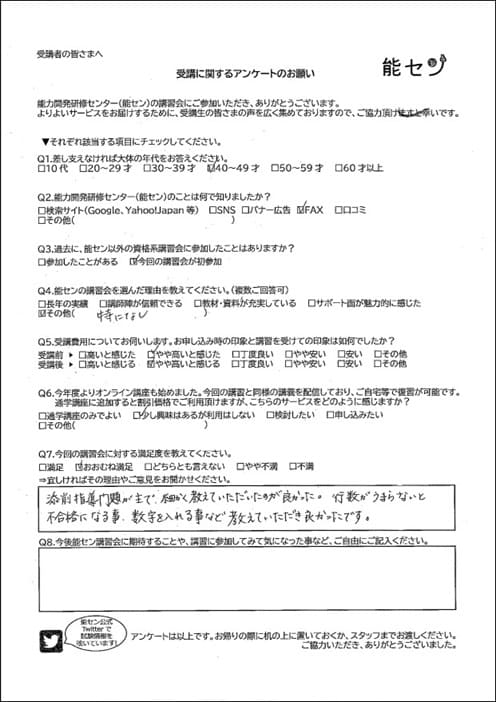 受講者の皆さまへ
能セン
受講に関するアンケートのお願い
能力開発研修センター(能セン)の講習会にご参加いただき、ありがとうございます。
よりよいサービスをお届けするために、受講生の皆さまの声を広く集めておりますので、ご協力頂けますと幸いです。
▼それぞれ該当する項目にチェックしてください。
Q1.差し支えなければ大体の年代をお答えください。
□10代 □20~29才 □30~39才 ☑40~49才 □50~59才 □60才以上
Q2.能力開発研修センター(能セン)のことは何で知りましたか?
□検索サイト(Google、Yahoo!Japan 等) □SNS □バナー広告 ☑FAX □口コミ
□その他( )
Q3.過去に、能セン以外の資格系講習会に参加したことはありますか?
□参加したことがある ☑今回の講習会が初参加
Q4.能センの講習会を選んだ理由を教えてください。(複数ご回答可)
□長年の実績 □講師陣が信頼できる □教材・資料が充実している □サポート面が魅力的に感じた
☑その他( 特になし )
Q5.受講費用についてお伺いします。お申し込み時の印象と講習を受けての印象は如何でしたか?
受講前 ▶ □高いと感じた ☑やや高いと感じた □丁度良い □やや安い □安い □その他
受講後 ▶ □高いと感じる ☑やや高いと感じる □丁度良い □やや安い □安い □その他
Q6.今年度よりオンライン講座も始めました。今回の講習と同様の講義を配信しており、ご自宅等で復習が可能です。
通学講座に追加すると割引価格でご利用頂けますが、こちらのサービスをどのように感じますか?
□通学講座のみでよい ☑少し興味はあるが利用はしない □検討したい □申し込みたい
□その他( )
Q7.今回の講習会に対する満足度を教えてください。
□満足 ☑おおむね満足 □どちらとも言えない □やや不満 □不満
⇒宜しければその理由やご意見をお聞かせください。
添削指導問題が主で、細かく教えていただいたのが良かった。 行数がうまらないと
不合格になる事、数字を入れる事など教えていただき良かったです。
Q8.今後能セン講習会に期待することや、講習に参加してみて気になった事など、ご自由にご記入ください。
能セン公式
Twitterで
試験情報を
呟いています!
アンケートは以上です。お帰りの際に机の上に置いておくか、スタッフまでお渡しください。
ご協力いただき、ありがとうございました。